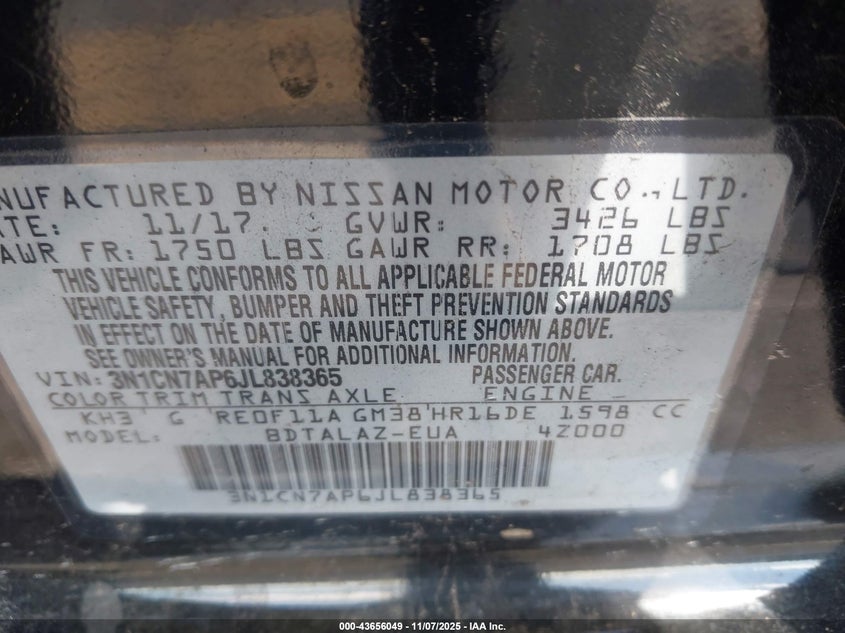 NUFACTURED BY NISSAN MOTOR CO., LTD.
ATE: 11/17 GVWR: 3426 LBS
AWR FR: 1750 LBS GAWR RR: 1708 LBS
THIS VEHICLE CONFORMS TO ALL APPLICABLE FEDERAL MOTOR
VEHICLE SAFETY, BUMPER AND THEFT PREVENTION STANDARDS
IN EFFECT ON THE DATE OF MANUFACTURE SHOWN ABOVE.
SEE OWNER'S MANUAL FOR ADDITIONAL INFORMATION.
VIN: 3N1CN7AP6JL838365 PASSENGER CAR.
COLOR TRIM TRANS AXLE ENGINE
KH3 G RE0F11A GM38 HR16DE 1598 CC
MODEL: BDTALAZ-EUA 4Z000
3N1CN7AP6JL838365
000-43656049 - 11/07/2025 - IAA Inc.